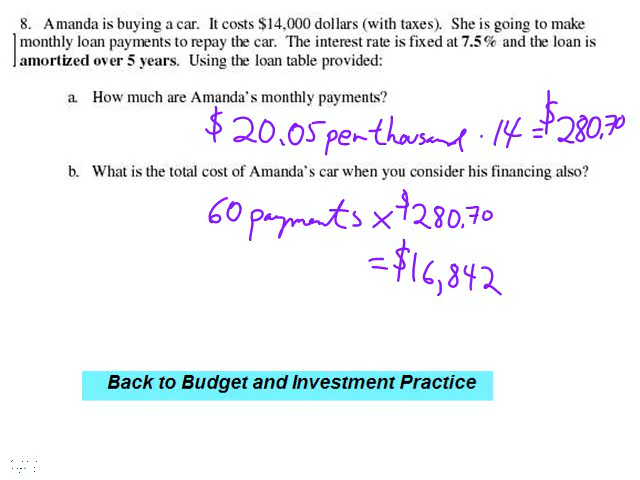 8. Amanda is buying a car. It costs $14,000 dollars (with taxes). She is going to make
monthly loan payments to repay the car. The interest rate is fixed at 7.5% and the loan is
amortized over 5 years. Using the loan table provided:
a. How much are Amanda's monthly payments?
$20.05 per thousand · 14 = $280.70
b. What is the total cost of Amanda's car when you consider his financing also?
60 payments x $280.70
= $16,842
Back to Budget and Investment Practice